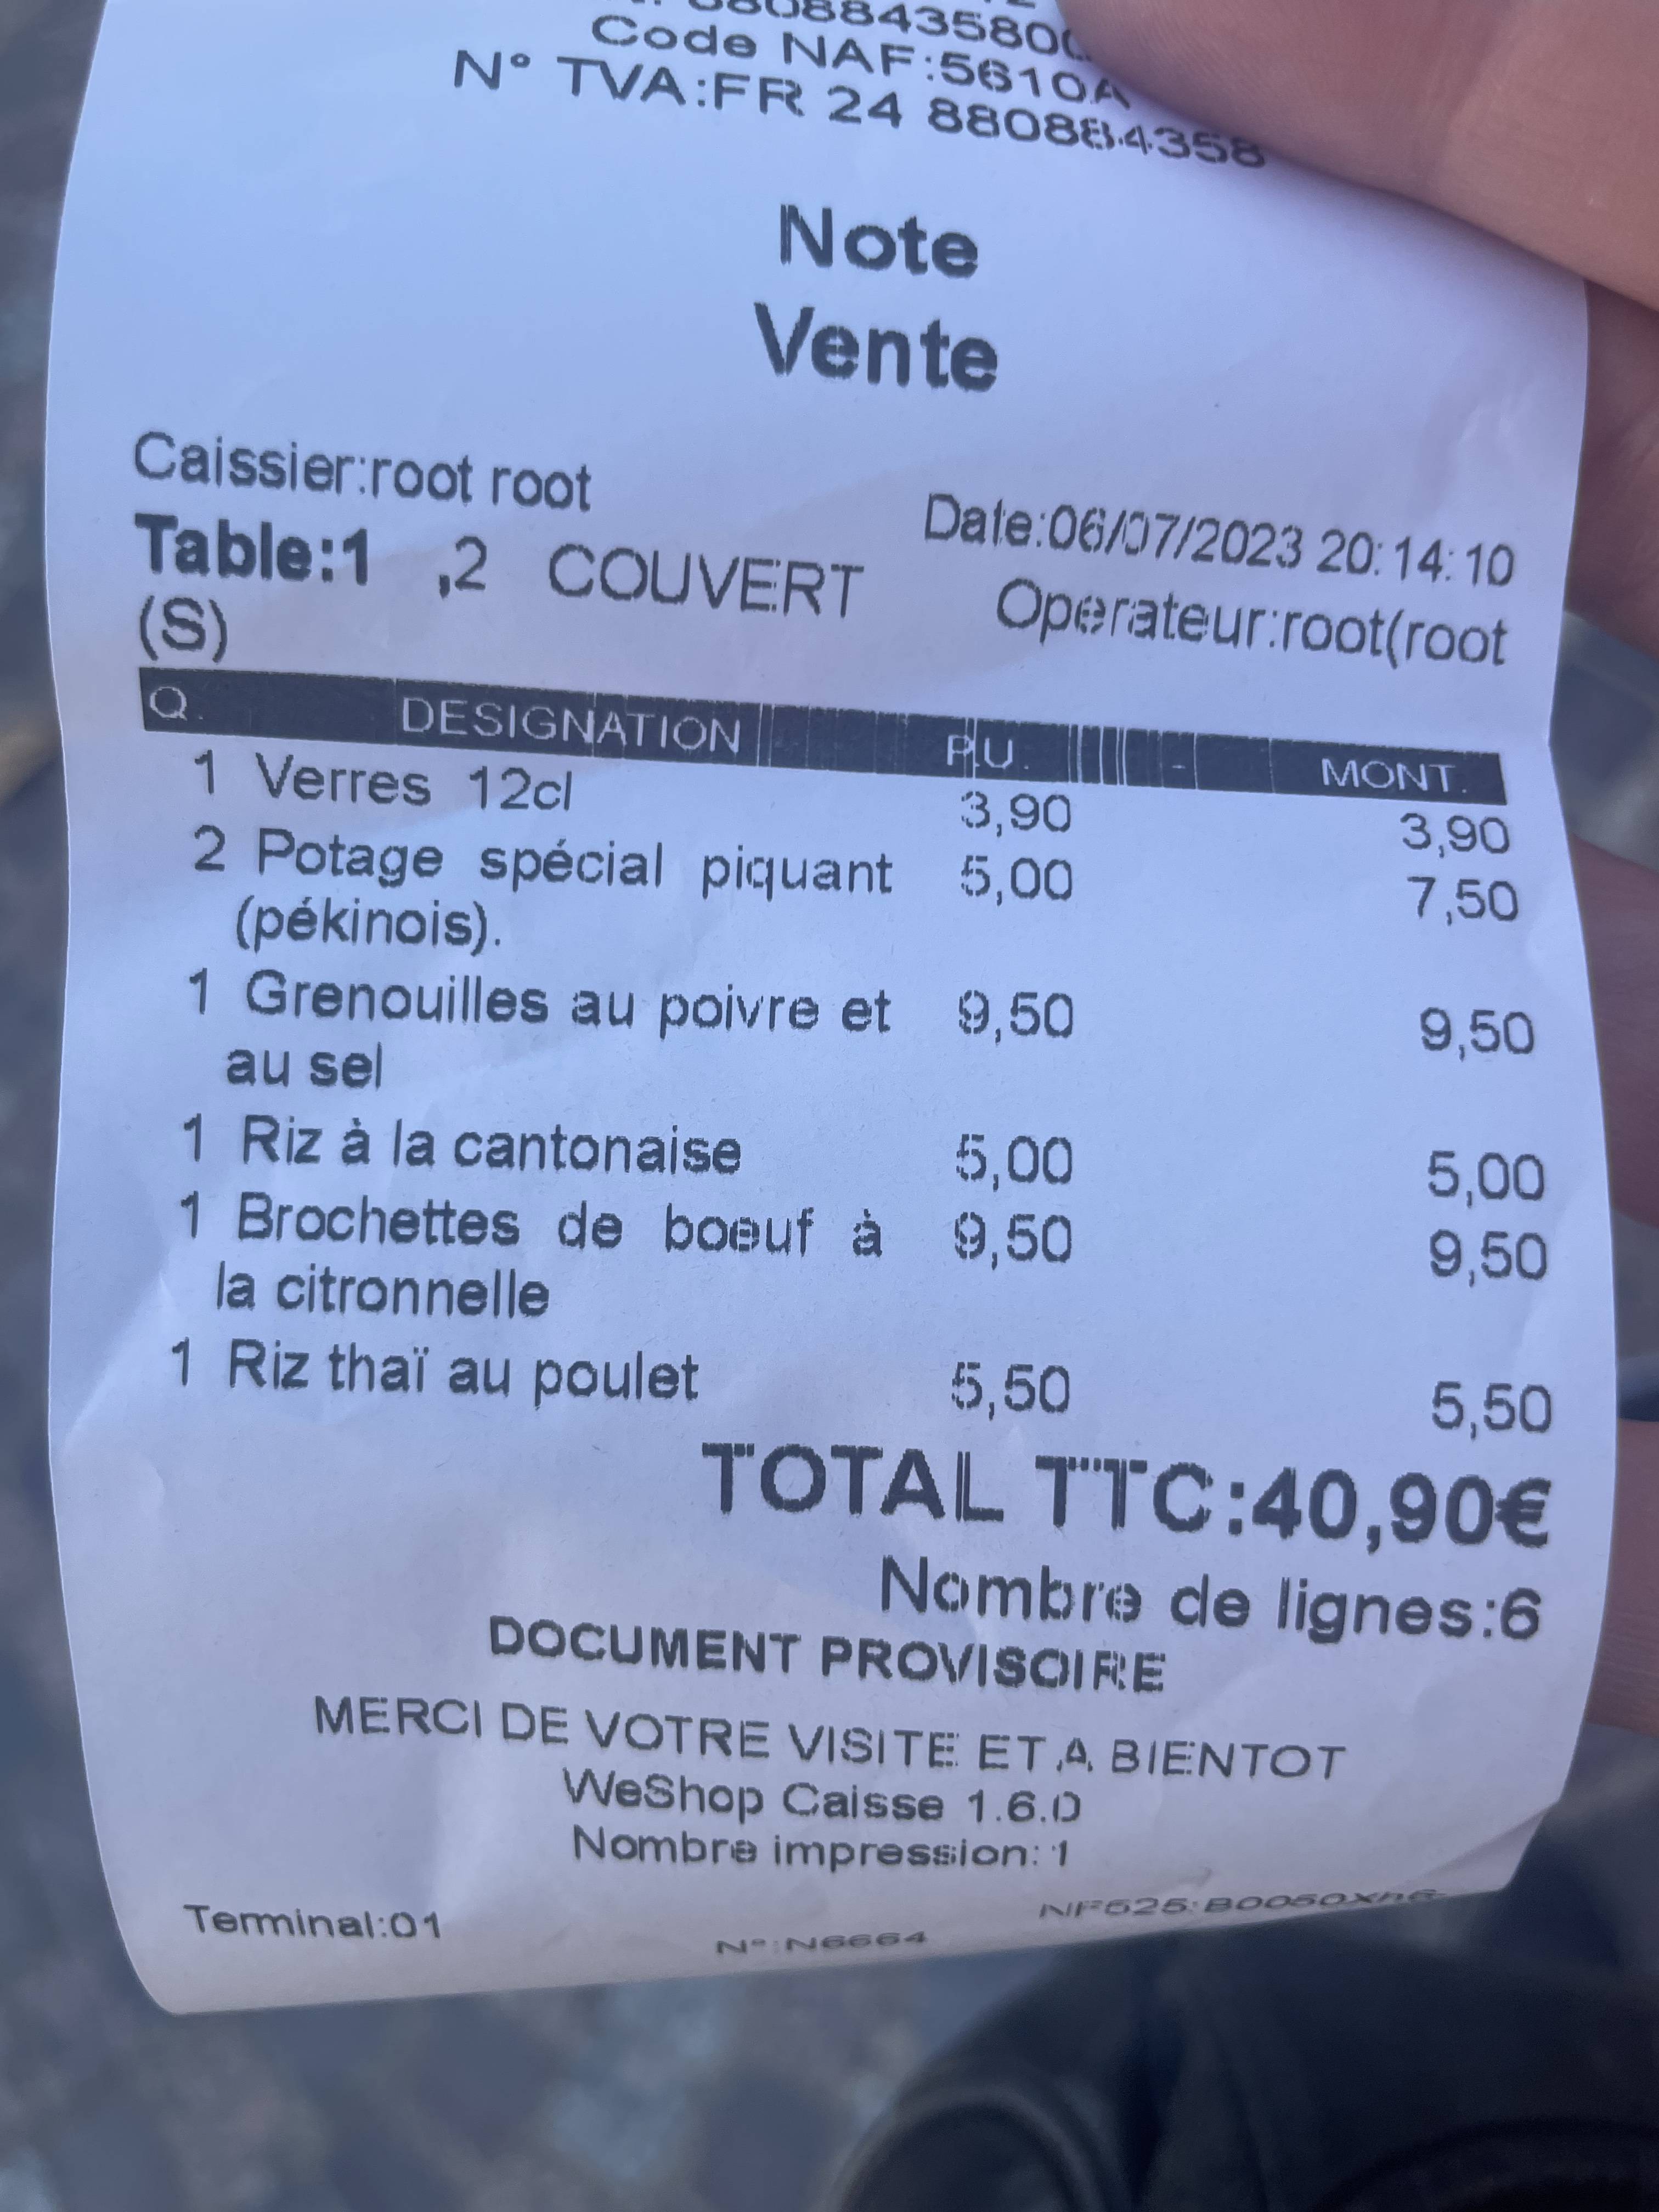 Code NAF:5610A
N° TVA:FR 24 880884358
Note
Vente
Caissier:root root
Date:06/07/2023 20:14:10
Table:1 ,2 COUVERT
(S)
Operateur:root(root
Q. DESIGNATION P.U. - MONT.
1 Verres 12cl 3,90 3,90
2 Potage spécial piquant 5,00 7,50
(pékinois).
1 Grenouilles au poivre et 9,50 9,50
au sel
1 Riz à la cantonaise 5,00 5,00
1 Brochettes de boeuf à 9,50 9,50
la citronnelle
1 Riz thaï au poulet 5,50 5,50
TOTAL TTC:40,90€
Nombre de lignes:6
DOCUMENT PROVISOIRE
MERCI DE VOTRE VISITE ET A BIENTOT
WeShop Caisse 1.6.0
Nombre impression: 1
Terminal:01
N°:N6664